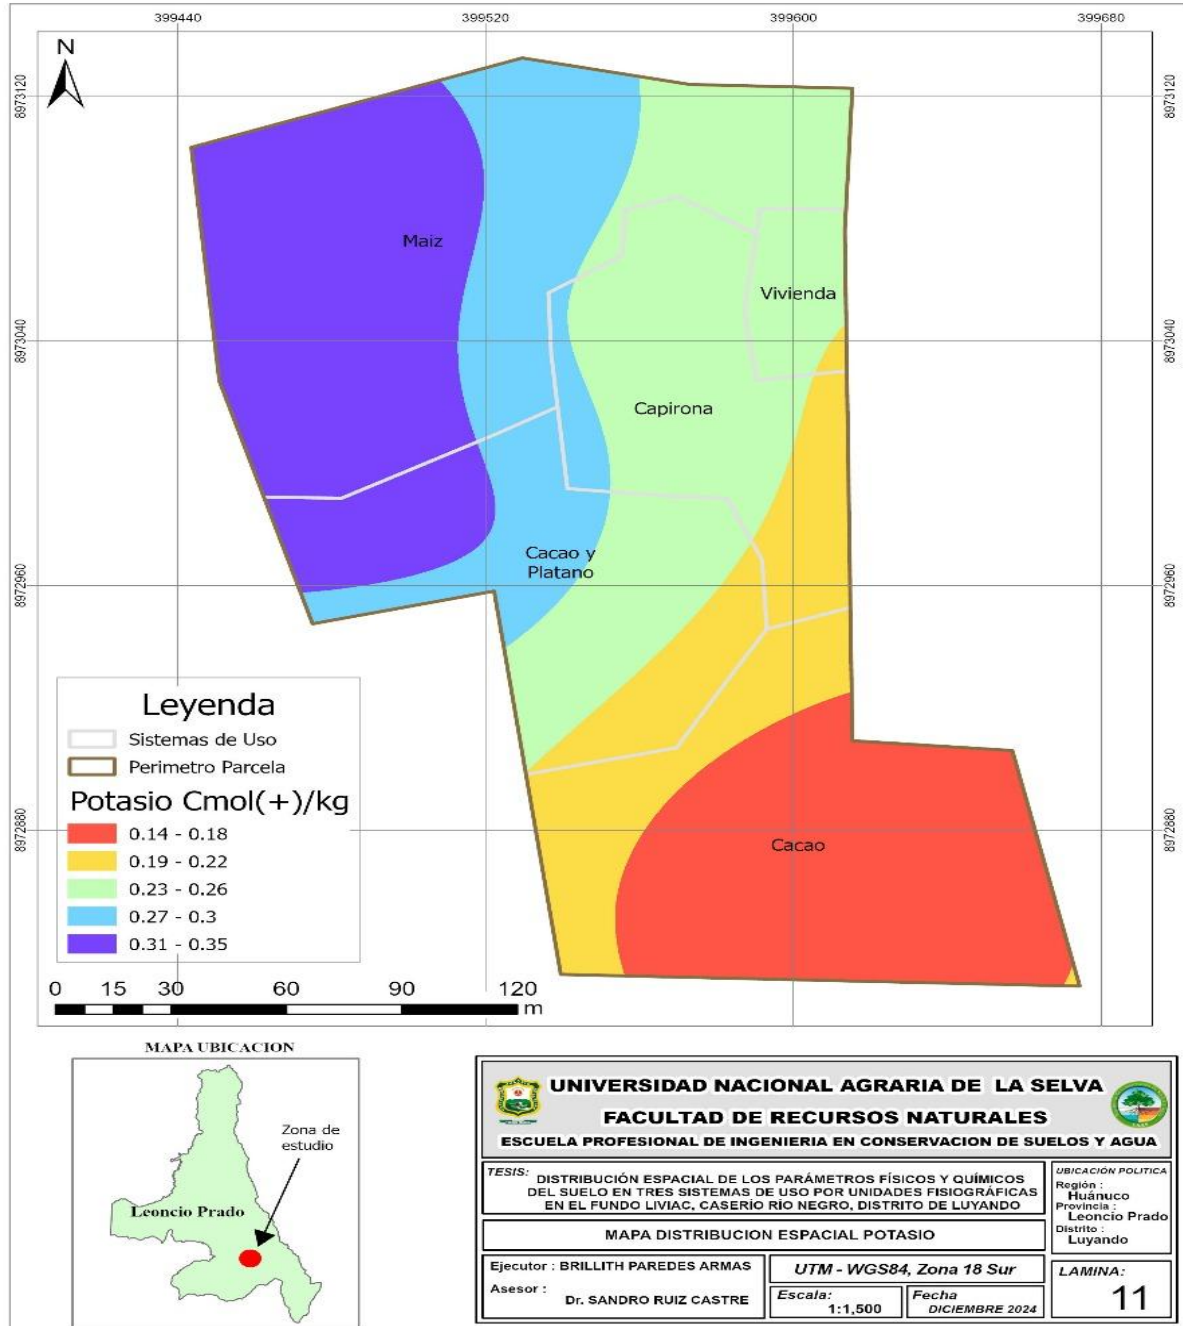 399440
399520
399600
399680
N
8973120
8973120
Maiz
Vivienda
8973040
8973040
Capirona
Cacao y
Platano
8972960
8972960
Leyenda
Sistemas de Uso
Perimetro Parcela
Potasio Cmol(+)/kg
0.14 - 0.18
0.19 - 0.22
0.23 - 0.26
0.27 - 0.3
0.31 - 0.35
8972880
8972880
Cacao
0 15 30 60 90 120
m
MAPA UBICACION
Zona de
estudio
Leoncio Prado
UNIVERSIDAD NACIONAL AGRARIA DE LA SELVA
FACULTAD DE RECURSOS NATURALES
ESCUELA PROFESIONAL DE INGENIERIA EN CONSERVACION DE SUELOS Y AGUA
TESIS: DISTRIBUCIÓN ESPACIAL DE LOS PARÁMETROS FÍSICOS Y QUÍMICOS
DEL SUELO EN TRES SISTEMAS DE USO POR UNIDADES FISIOGRÁFICAS
EN EL FUNDO LIVIAC, CASERÍO RÍO NEGRO, DISTRITO DE LUYANDO
UBICACIÓN POLITICA
Región :
Huánuco
Provincia :
Leoncio Prado
Distrito :
Luyando
MAPA DISTRIBUCION ESPACIAL POTASIO
Ejecutor : BRILLITH PAREDES ARMAS
Asesor :
Dr. SANDRO RUIZ CASTRE
UTM - WGS84, Zona 18 Sur
Escala:
1:1,500
Fecha
DICIEMBRE 2024
LAMINA:
11